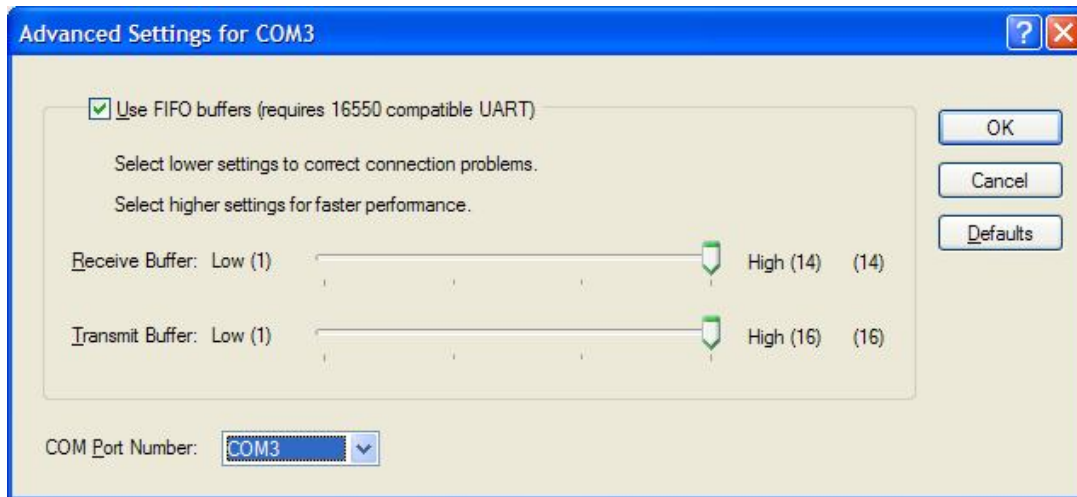 Advanced Settings for COM3
Use FIFO buffers (requires 16550 compatible UART)
OK
Select lower settings to correct connection problems.
Cancel
Select higher settings for faster performance.
Defaults
Receive Buffer: Low (1) High (14) (14)
Transmit Buffer: Low (1) High (16) (16)
COM Port Number: COM3